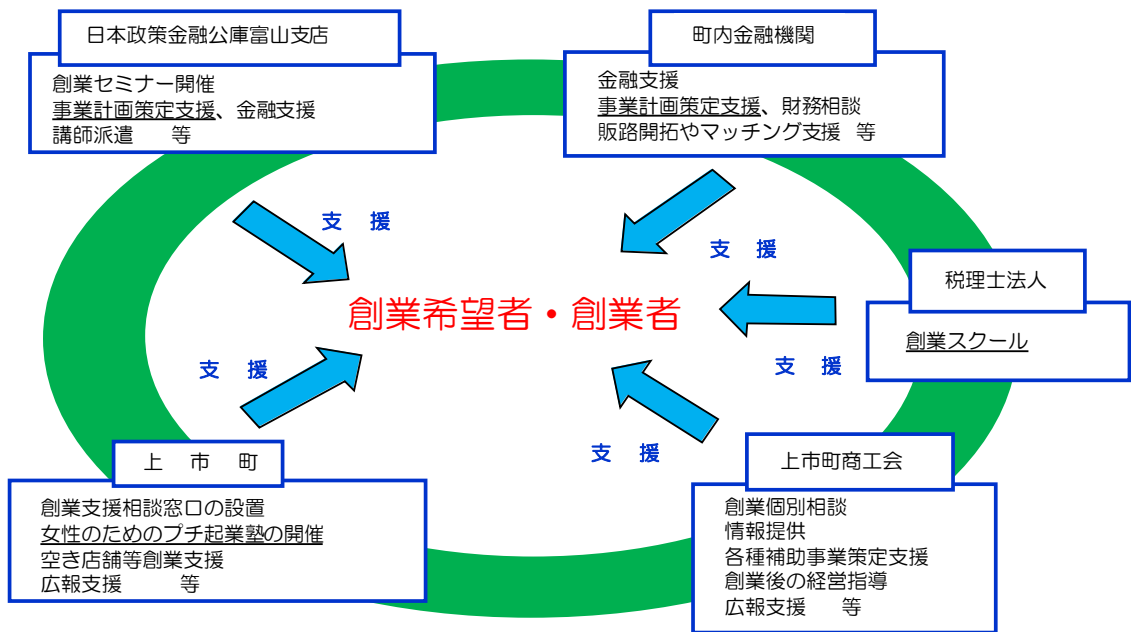 日本政策金融公庫富山支店
創業セミナー開催
事業計画策定支援、金融支援
講師派遣　　等
町内金融機関
金融支援
事業計画策定支援、財務相談
販路開拓やマッチング支援　等
支　援
支　援
税理士法人
創業スクール
創業希望者・創業者
支　援
支　援
支　援
上　市　町
創業支援相談窓口の設置
女性のためのプチ起業塾の開催
空き店舗等創業支援
広報支援　　　等
上市町商工会
創業個別相談
情報提供
各種補助事業策定支援
創業後の経営指導
広報支援　　等